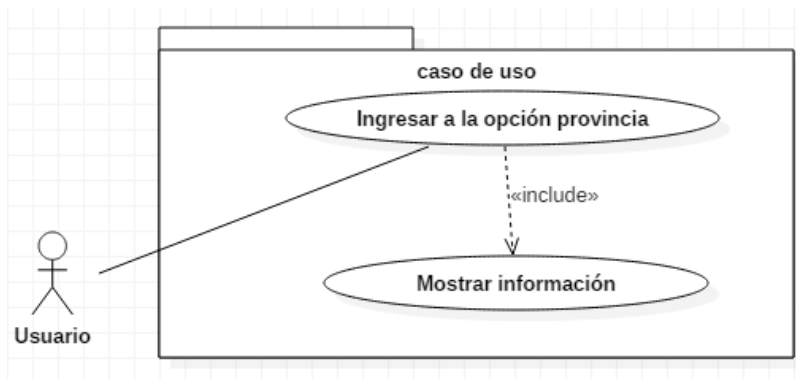 caso de uso
Ingresar a la opción provincia
«include»
Mostrar información
Usuario